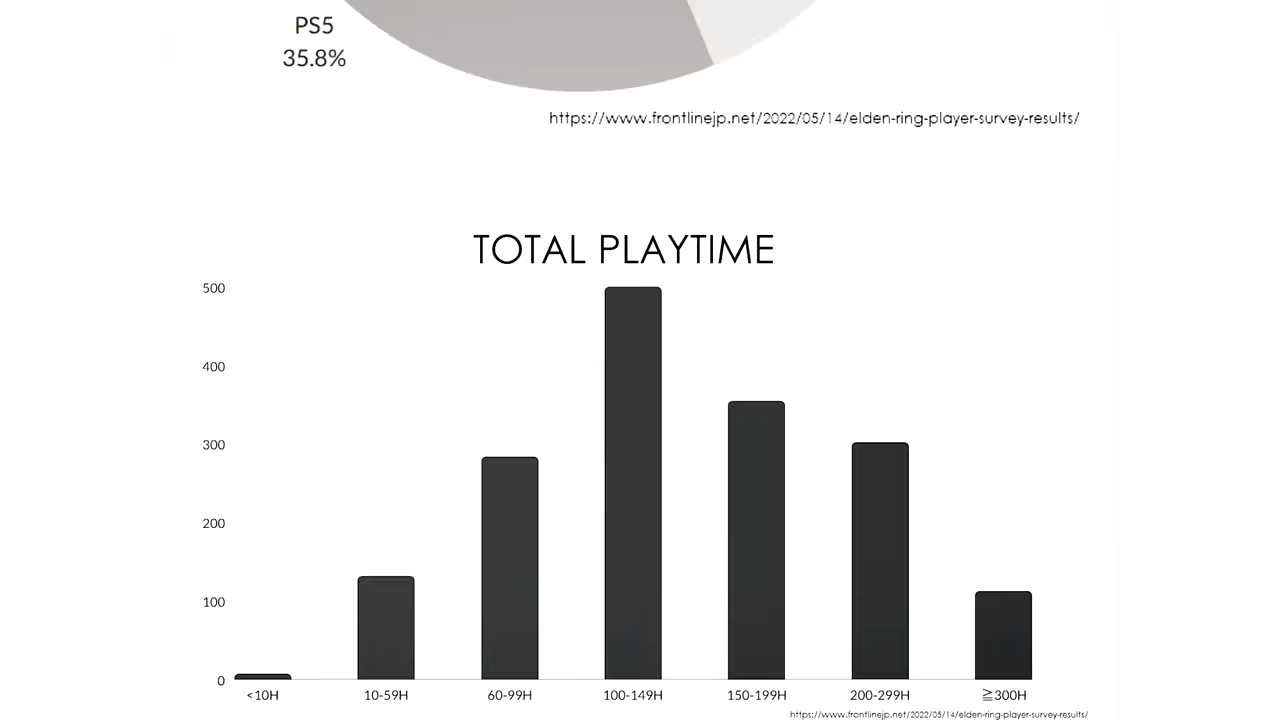 PS5
35.8%
https://www.frontlinejp.net/2022/05/14/elden-ring-player-survey-results/
TOTAL PLAYTIME
500
400
300
200
100
0
<10H 10-59H 60-99H 100-149H 150-199H 200-299H ≧300H
https://www.frontlinejp.net/2022/05/14/elden-ring-player-survey-results/